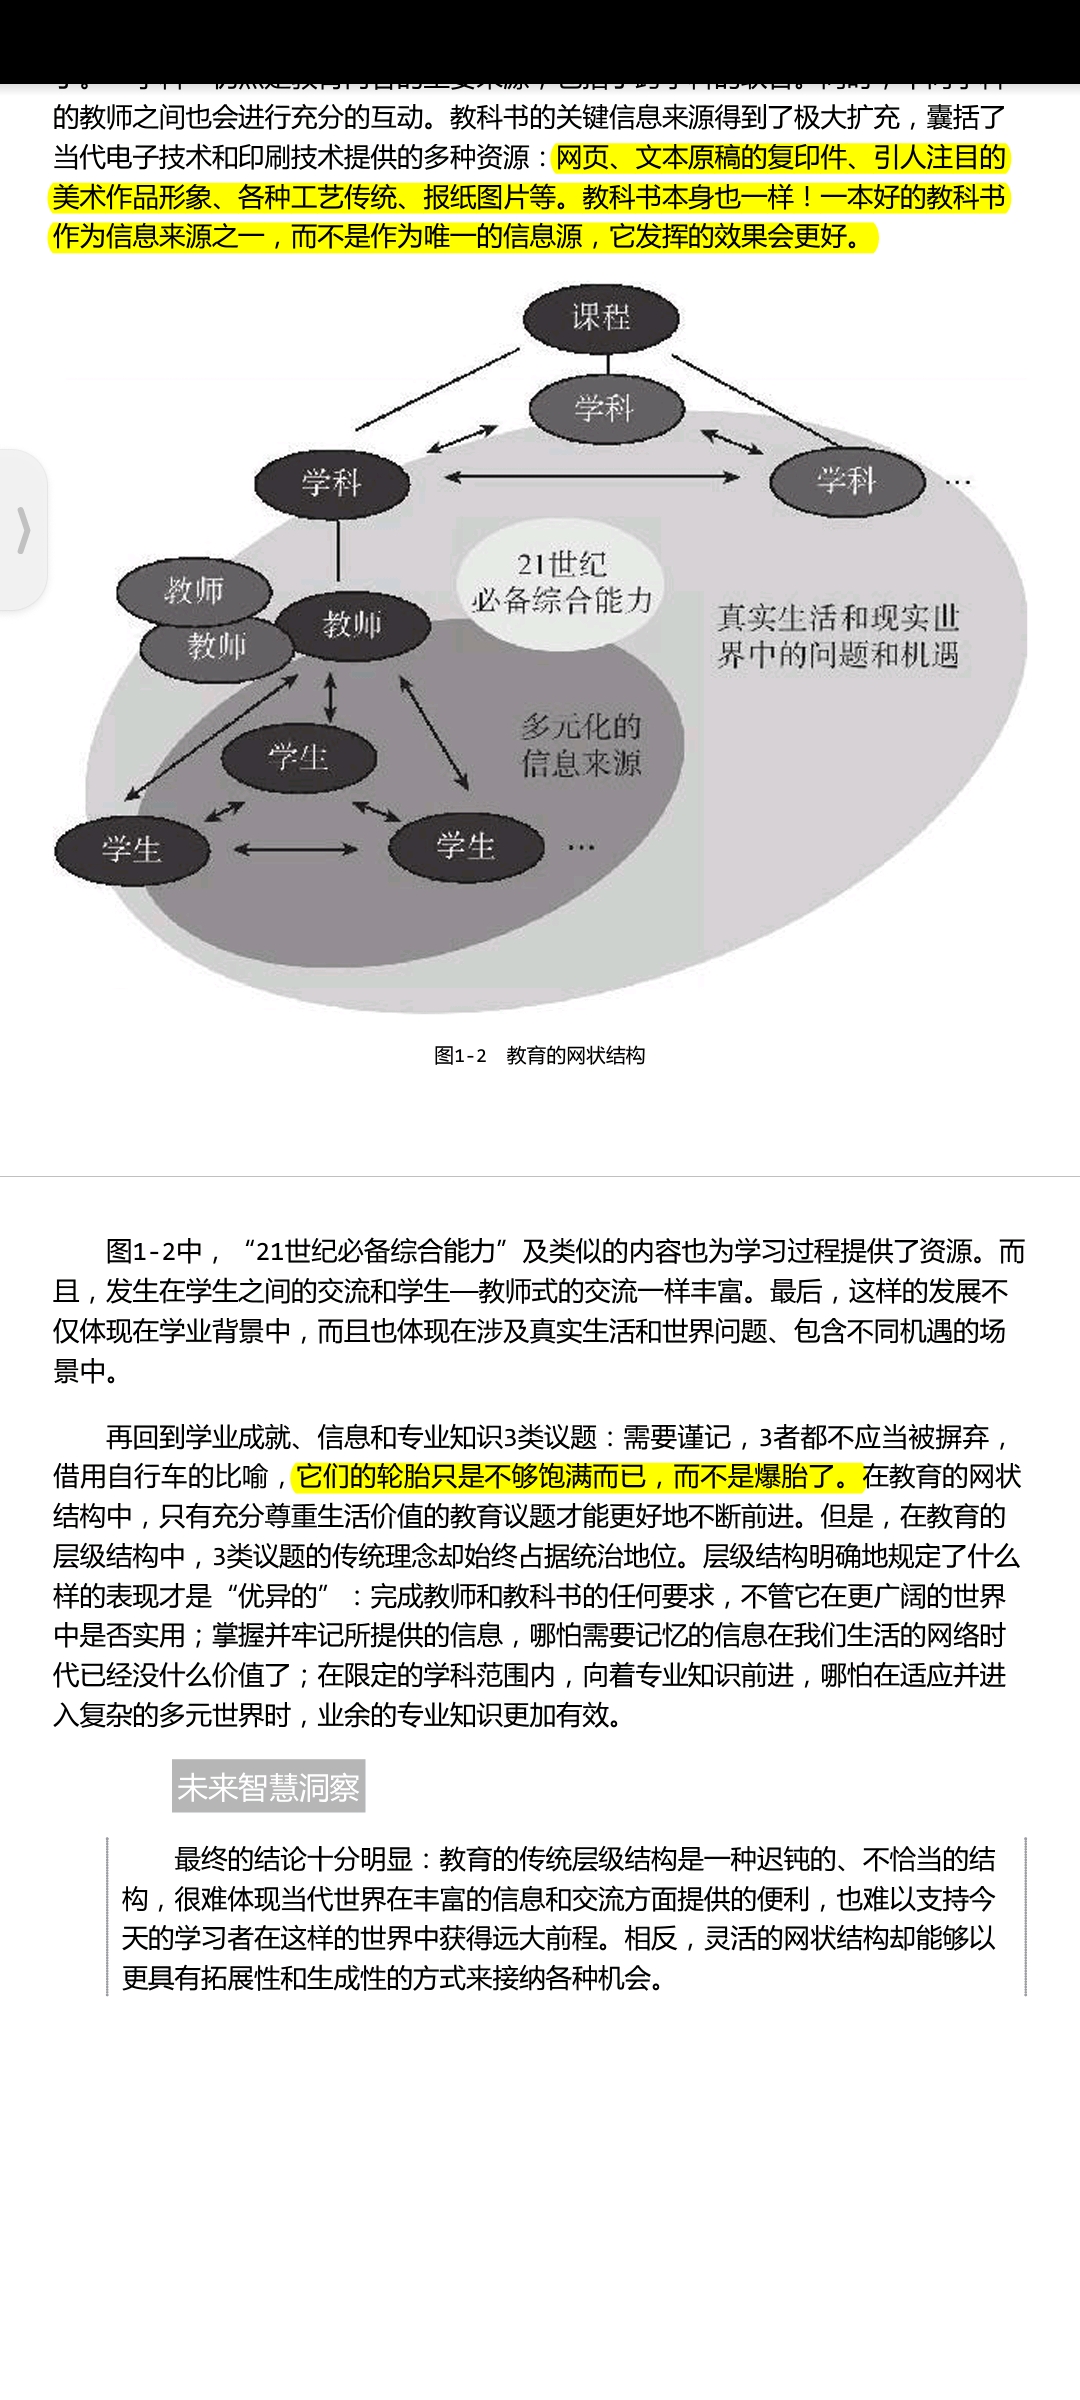 的教师之间也会进行充分的互动。教科书的关键信息来源得到了极大扩充，囊括了
当代电子技术和印刷技术提供的多种资源：网页、文本原稿的复印件、引人注目的
美术作品形象、各种工艺传统、报纸图片等。教科书本身也一样！一本好的教科书
作为信息来源之一，而不是作为唯一的信息源，它发挥的效果会更好。
课程
学科
学科
学科
…
21世纪
必备综合能力
教师
教师
教师
真实生活和现实世
界中的问题和机遇
多元化的
信息来源
学生
学生
学生
…
图1-2 教育的网状结构
图1-2中，“21世纪必备综合能力”及类似的内容也为学习过程提供了资源。而
且，发生在学生之间的交流和学生—教师式的交流一样丰富。最后，这样的发展不
仅体现在学业背景中，而且也体现在涉及真实生活和世界问题、包含不同机遇的场
景中。
再回到学业成就、信息和专业知识3类议题：需要谨记，3者都不应当被摒弃，
借用自行车的比喻，它们的轮胎只是不够饱满而已，而不是爆胎了。在教育的网状
结构中，只有充分尊重生活价值的教育议题才能更好地不断前进。但是，在教育的
层级结构中，3类议题的传统理念却始终占据统治地位。层级结构明确地规定了什么
样的表现才是“优异的”：完成教师和教科书的任何要求，不管它在更广阔的世界
中是否实用；掌握并牢记所提供的信息，哪怕需要记忆的信息在我们生活的网络时
代已经没什么价值了；在限定的学科范围内，向着专业知识前进，哪怕在适应并进
入复杂的多元世界时，业余的专业知识更加有效。
未来智慧洞察
最终的结论十分明显：教育的传统层级结构是一种迟钝的、不恰当的结
构，很难体现当代世界在丰富的信息和交流方面提供的便利，也难以支持今
天的学习者在这样的世界中获得远大前程。相反，灵活的网状结构却能够以
更具有拓展性和生成性的方式来接纳各种机会。